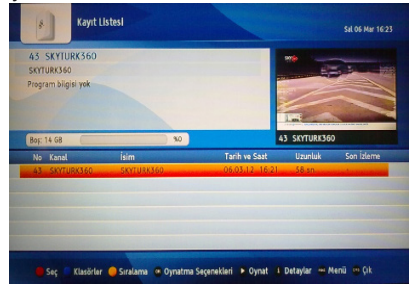 Kayıt Listesi
Sal 06 Mar 16:23
43 SKYTURK360
SKYTURK360
Program bilgisi yok
Boş: 14 GB %0
43 SKYTURK360
No Kanal İsim Tarih ve Saat Uzunluk Son İzleme
43 SKYTURK360 SKYTURK360 06.03.12 16:21 58 sn
Seç Klasörler Sıralama Oynatma Seçenekleri Oynat Detaylar Menü Çık